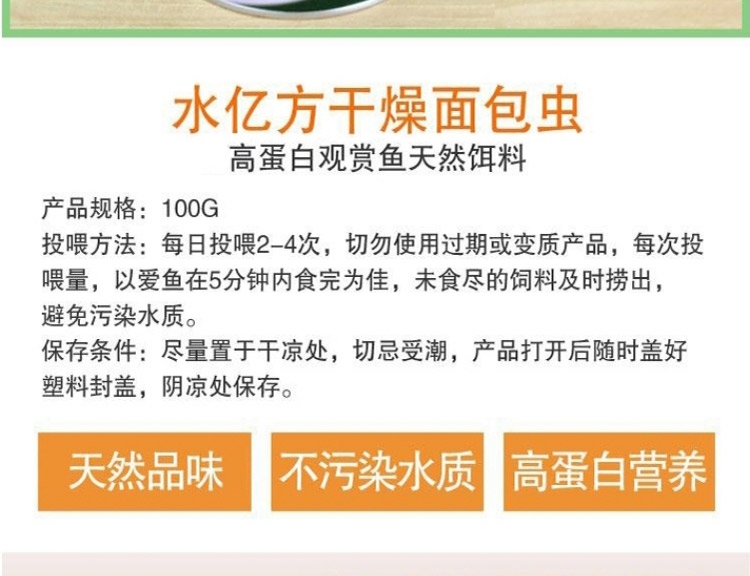 水亿方干燥面包虫
高蛋白观赏鱼天然饵料
产品规格：100G
投喂方法：每日投喂2-4次，切勿使用过期或变质产品，每次投
喂量，以爱鱼在5分钟内食完为佳，未食尽的饲料及时捞出，
避免污染水质。
保存条件：尽量置于干凉处，切忌受潮，产品打开后随时盖好
塑料封盖，阴凉处保存。
天然品味 不污染水质 高蛋白营养